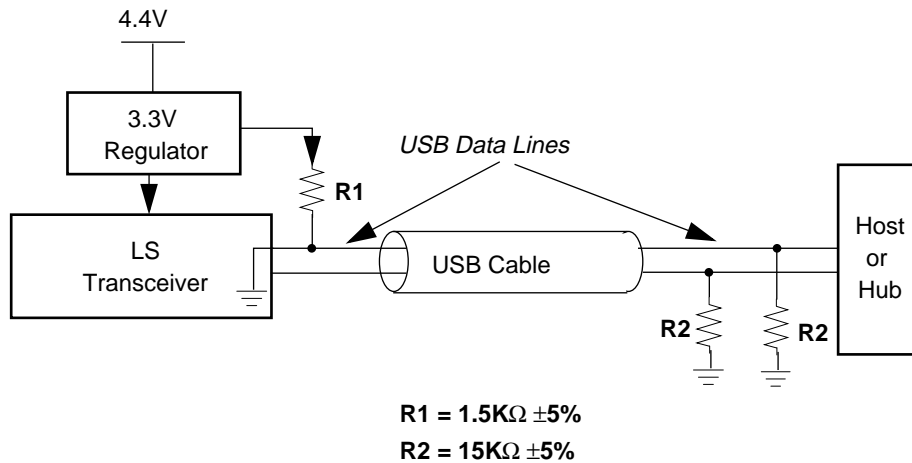 4.4V
3.3V
Regulator
USB Data Lines
R1
LS
Transceiver
USB Cable
Host
or
Hub
R2
R2
R1 = 1.5KΩ ±5%
R2 = 15KΩ ±5%